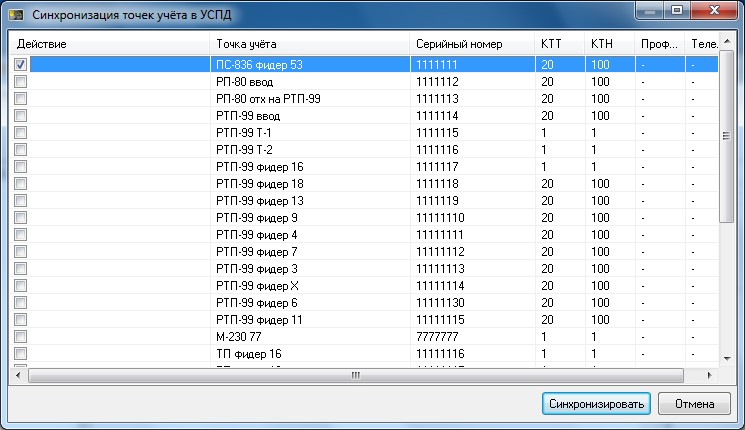 Синхронизация точек учёта в УСПД
Действие Точка учёта Серийный номер КТТ КТН Проф... Теле...
ПС-836 фидер 53 1111111 20 100 - -
РП-80 ввод 1111112 20 100 - -
РП-80 отх на РТП-99 1111113 20 100 - -
РТП-99 ввод 1111114 20 100 - -
РТП-99 Т-1 1111115 1 1 - -
РТП-99 Т-2 1111116 1 1 - -
РТП-99 фидер 16 1111117 1 1 - -
РТП-99 фидер 18 1111118 20 100 - -
РТП-99 фидер 13 1111119 20 100 - -
РТП-99 фидер 9 11111110 20 100 - -
РТП-99 фидер 4 11111111 20 100 - -
РТП-99 фидер 7 11111112 20 100 - -
РТП-99 фидер 3 11111113 20 100 - -
РТП-99 фидер Х 11111114 20 100 - -
РТП-99 фидер 6 11111130 20 100 - -
РТП-99 фидер 11 11111115 20 100 - -
М-230 77 7777777 1 1 - -
ТП фидер 16 11111116 1 1 - -
Синхронизировать Отмена